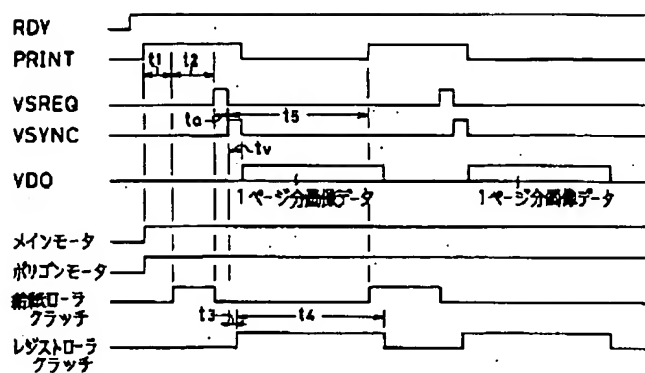 RDY
PRINT
t1 t2
VSREQ
ta t5
VSYNC
tv
VDO
1ページ分画像データ 1ページ分画像データ
メインモータ
ポリゴンモータ
給紙ローラ
クラッチ
t3 t4
レジストローラ
クラッチ